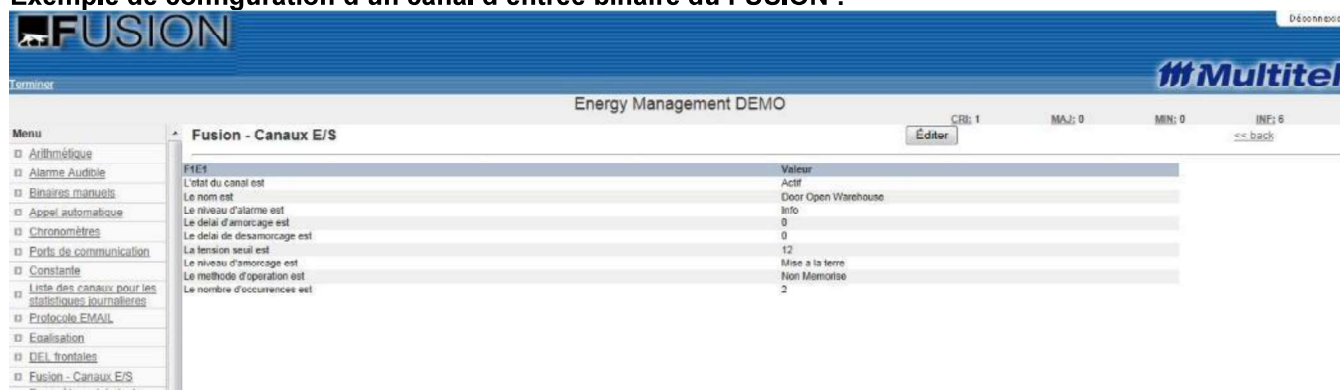 Exemple de configuration d'un canal d'entrée binaire du FUSION :
FUSION
Déconnexio
Multitel
Terminer
Energy Management DEMO
CRI: 1 MAJ: 0 MIN: 0 INF: 6
Menu
Fusion - Canaux E/S
Éditer
<< back
Arithmétique
Alarme Audible
Binaires manuels
Appel automatique
Chronomètres
Ports de communication
Constante
Liste des canaux pour les
statistiques journalieres
Protocole EMAIL
Egalisation
DEL frontales
Fusion - Canaux E/S
F1E1 Valeur
L'etat du canal est Actif
Le nom est Door Open Warehouse
Le niveau d'alarme est Info
Le delai d'amorcage est 0
Le delai de desamorcage est 0
La tension seuil est 12
Le niveau d'amorcage est Mise a la terre
Le methode d'operation est Non Memorise
Le nombre d'occurrences est 2